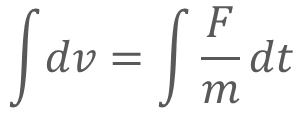 ∫ dv = ∫ F/m dt